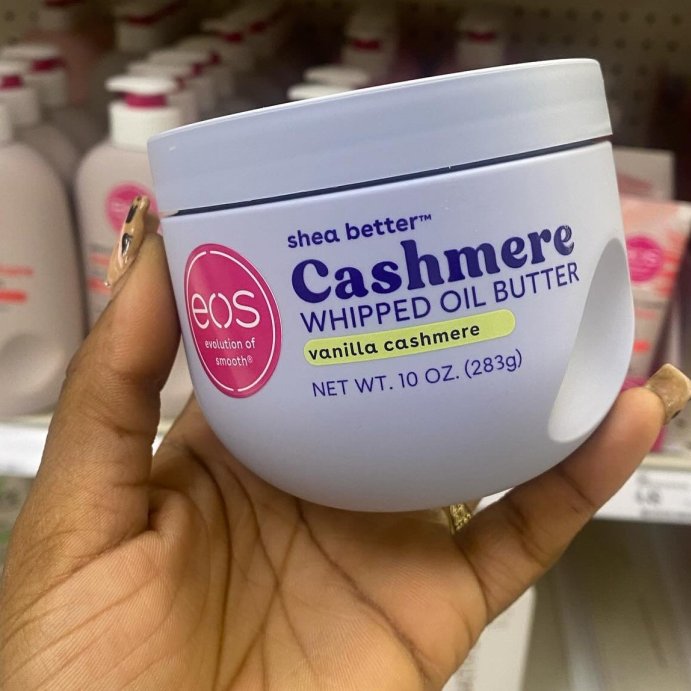 shea better™
Cashmere
WHIPPED OIL BUTTER
vanilla cashmere
NET WT. 10 OZ. (283g)
eos
evolution of
smooth®